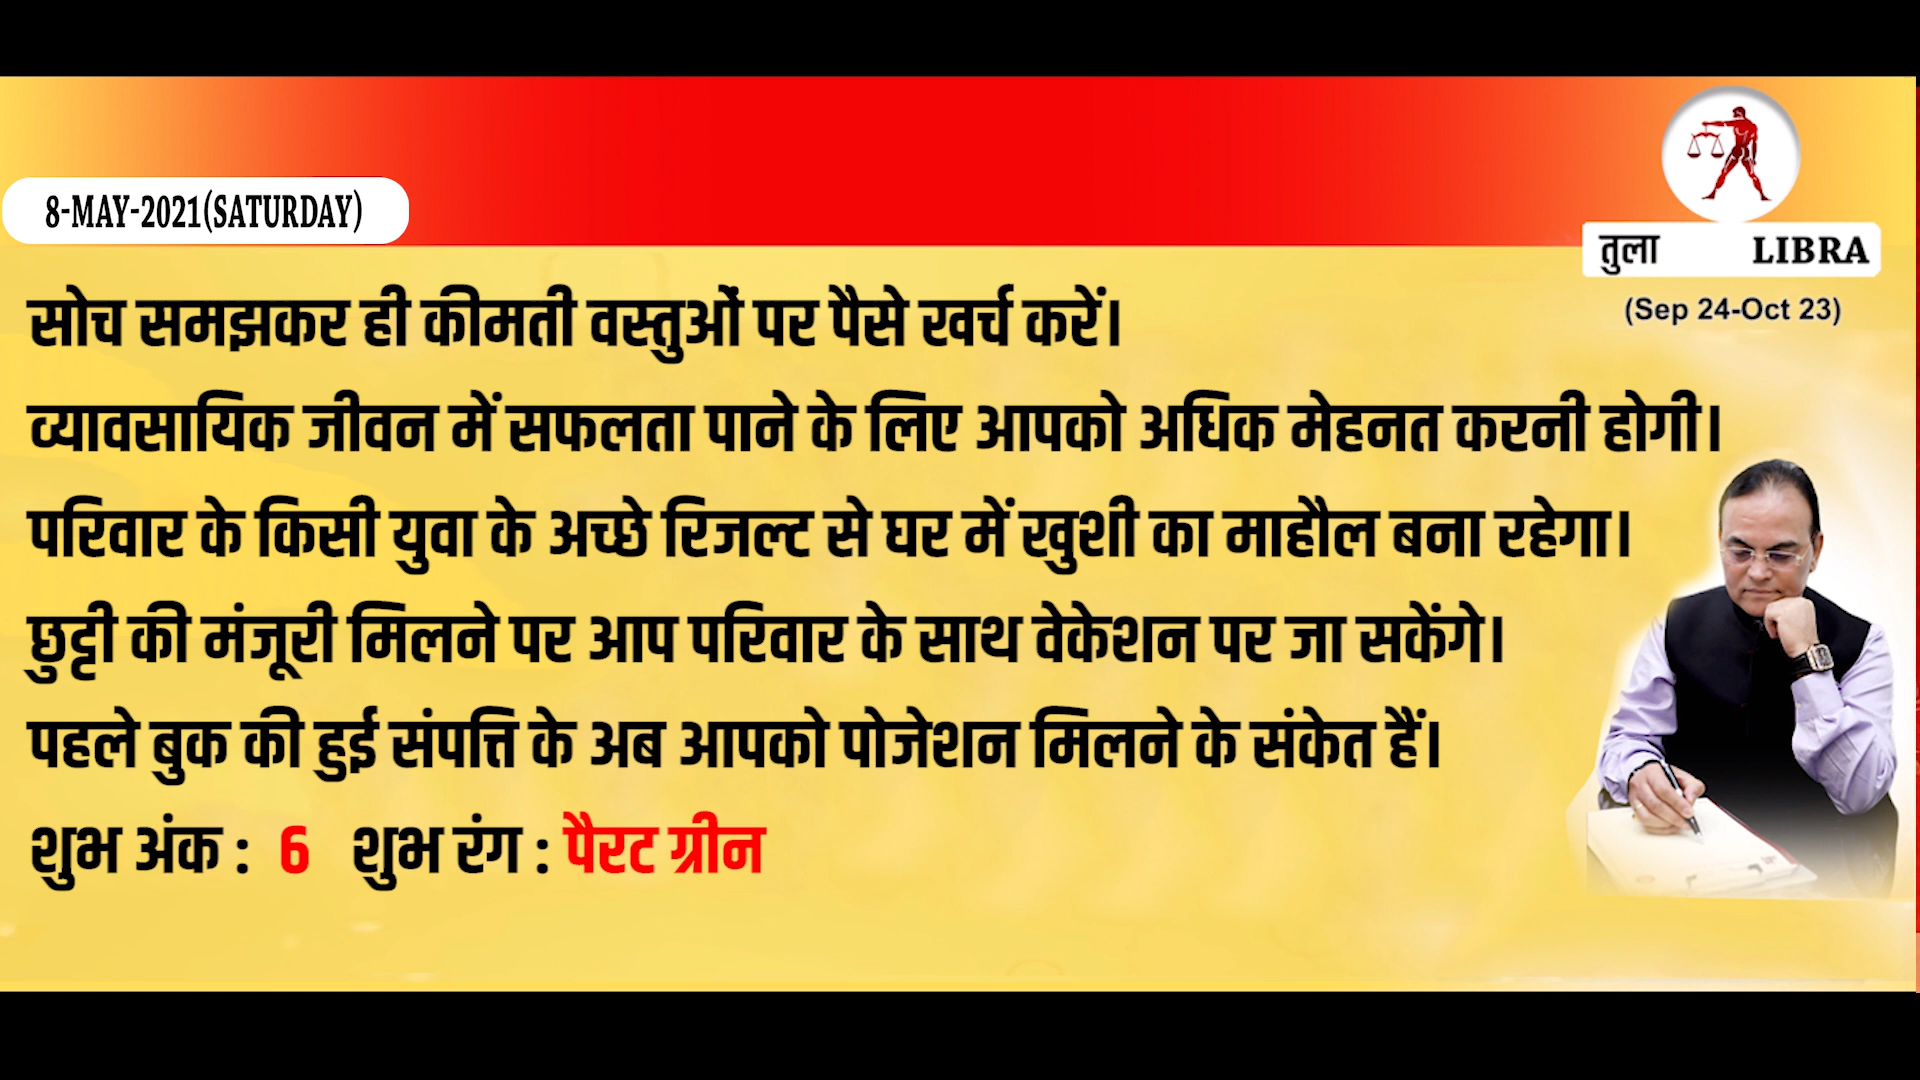 8-MAY-2021(SATURDAY)
तुला LIBRA
(Sep 24-Oct 23)
सोच समझकर ही कीमती वस्तुओं पर पैसे खर्च करें।
व्यावसायिक जीवन में सफलता पाने के लिए आपको अधिक मेहनत करनी होगी।
परिवार के किसी युवा के अच्छे रिजल्ट से घर में खुशी का माहौल बना रहेगा।
छुट्टी की मंजूरी मिलने पर आप परिवार के साथ वेकेशन पर जा सकेंगे।
पहले बुक की हुई संपत्ति के अब आपको पोजेशन मिलने के संकेत हैं।
शुभ अंक : 6 शुभ रंग : पैरट ग्रीन